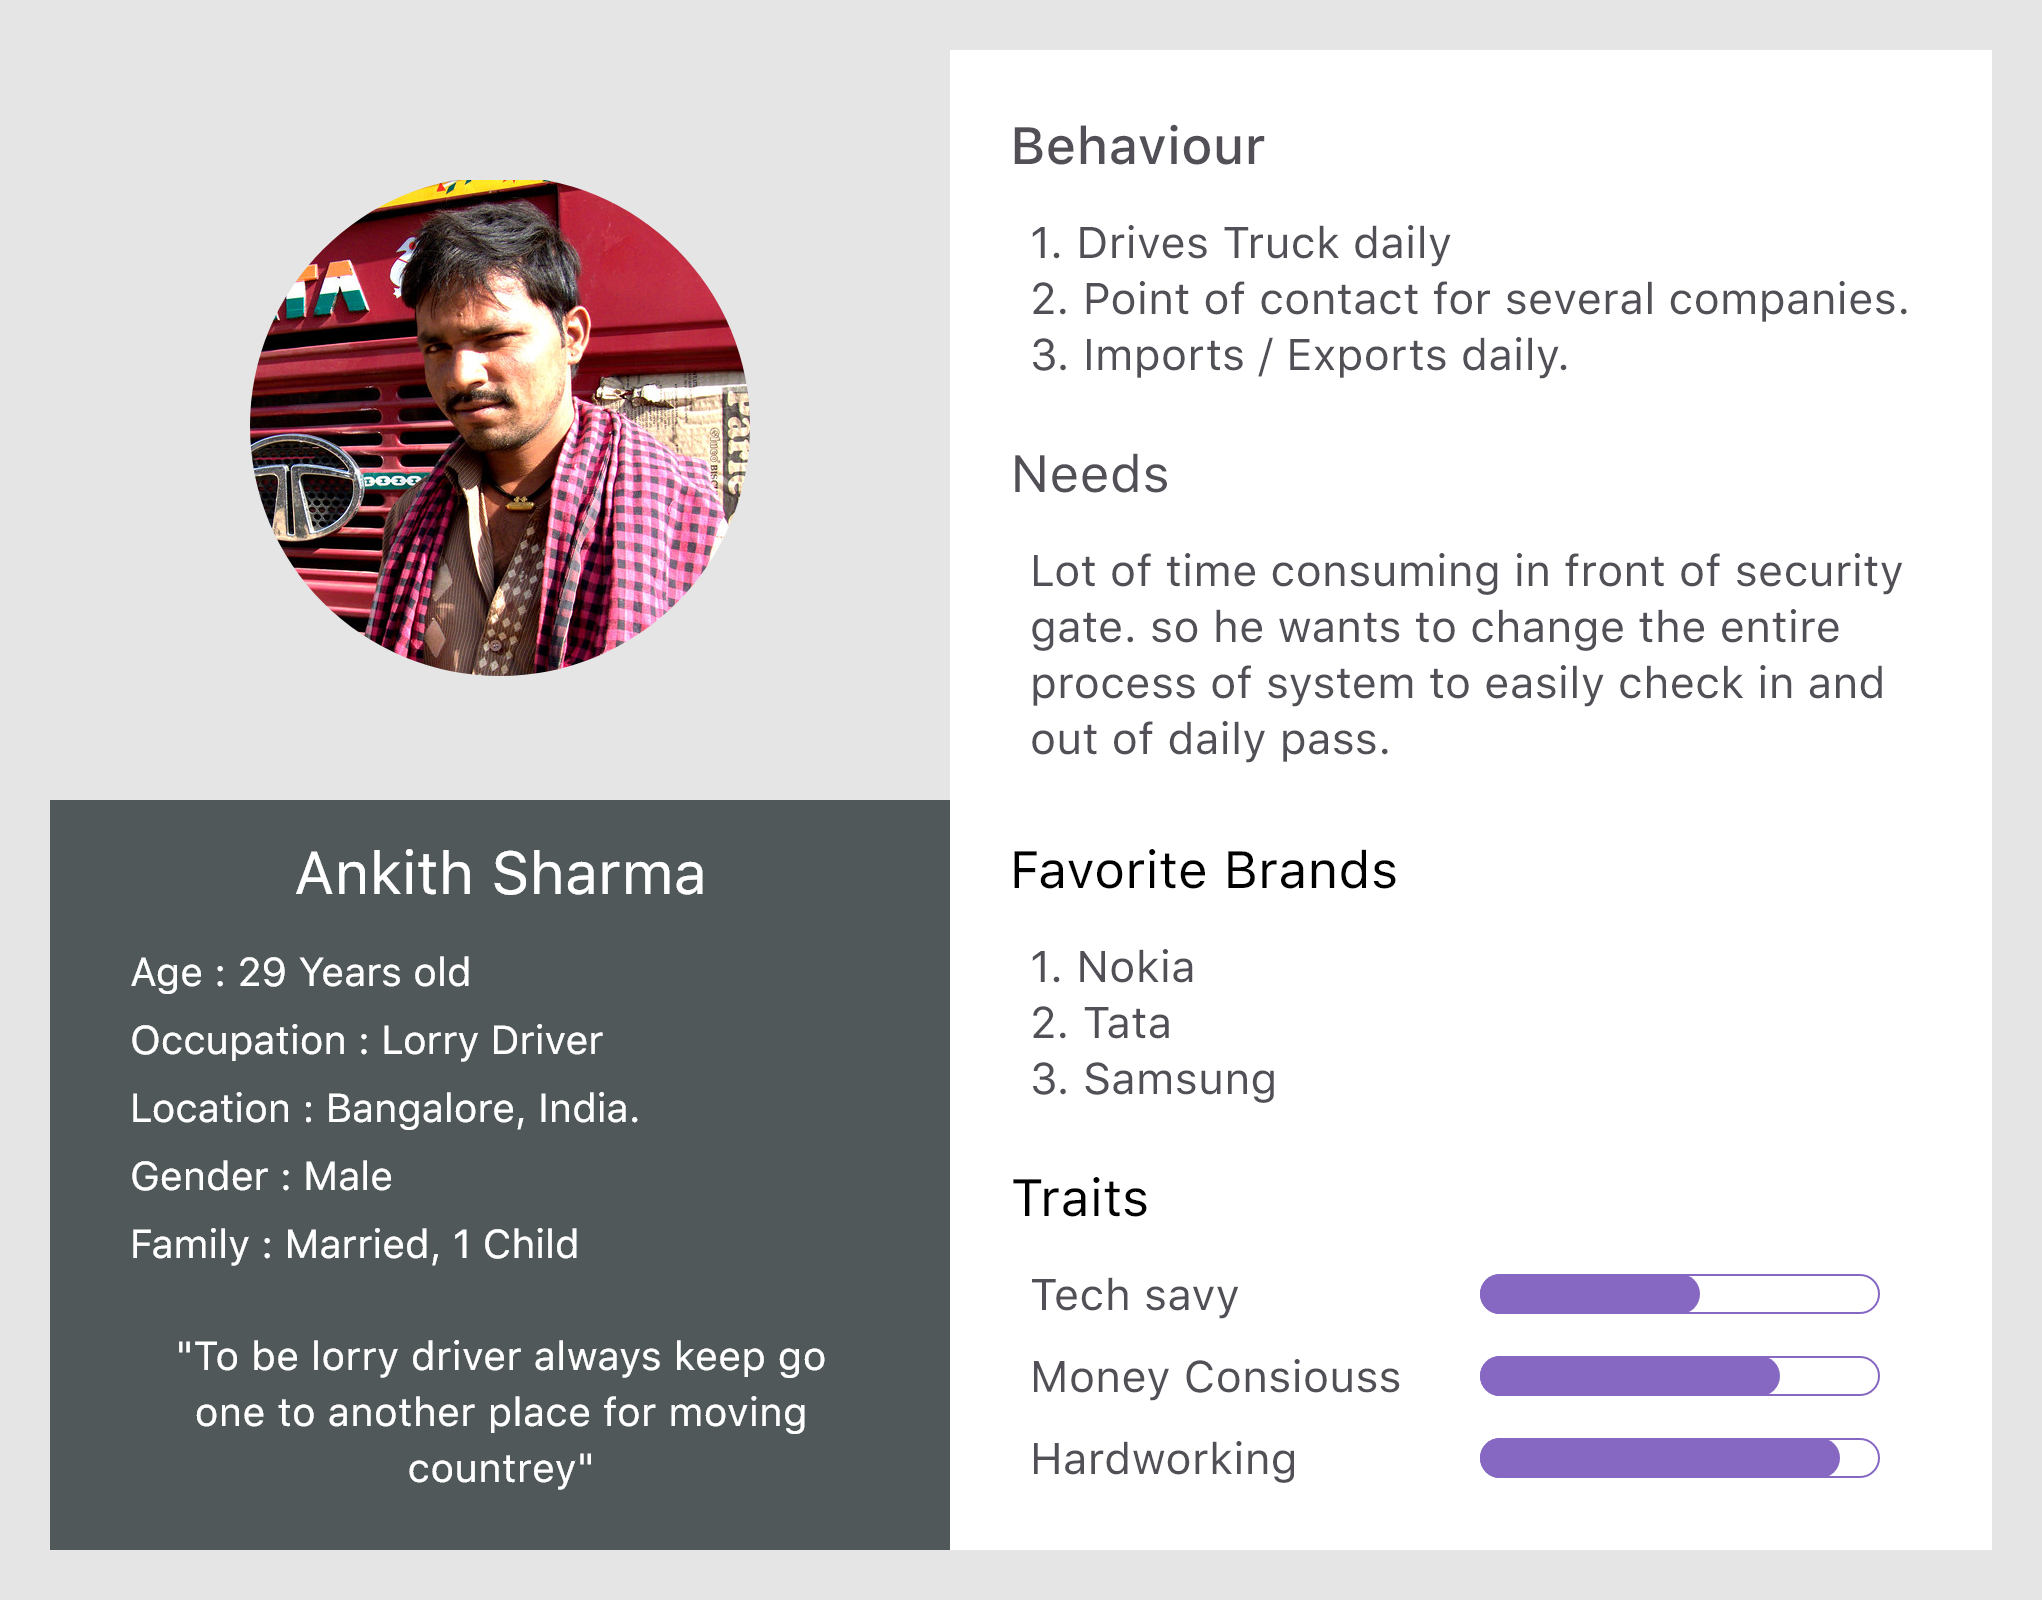 TA
Ankith Sharma
Age : 29 Years old
Occupation : Lorry Driver
Location : Bangalore, India.
Gender : Male
Family : Married, 1 Child
"To be lorry driver always keep go
one to another place for moving
countrey"
Behaviour
1. Drives Truck daily
2. Point of contact for several companies.
3. Imports / Exports daily.
Needs
Lot of time consuming in front of security
gate. so he wants to change the entire
process of system to easily check in and
out of daily pass.
Favorite Brands
1. Nokia
2. Tata
3. Samsung
Traits
Tech savy
Money Consiouss
Hardworking